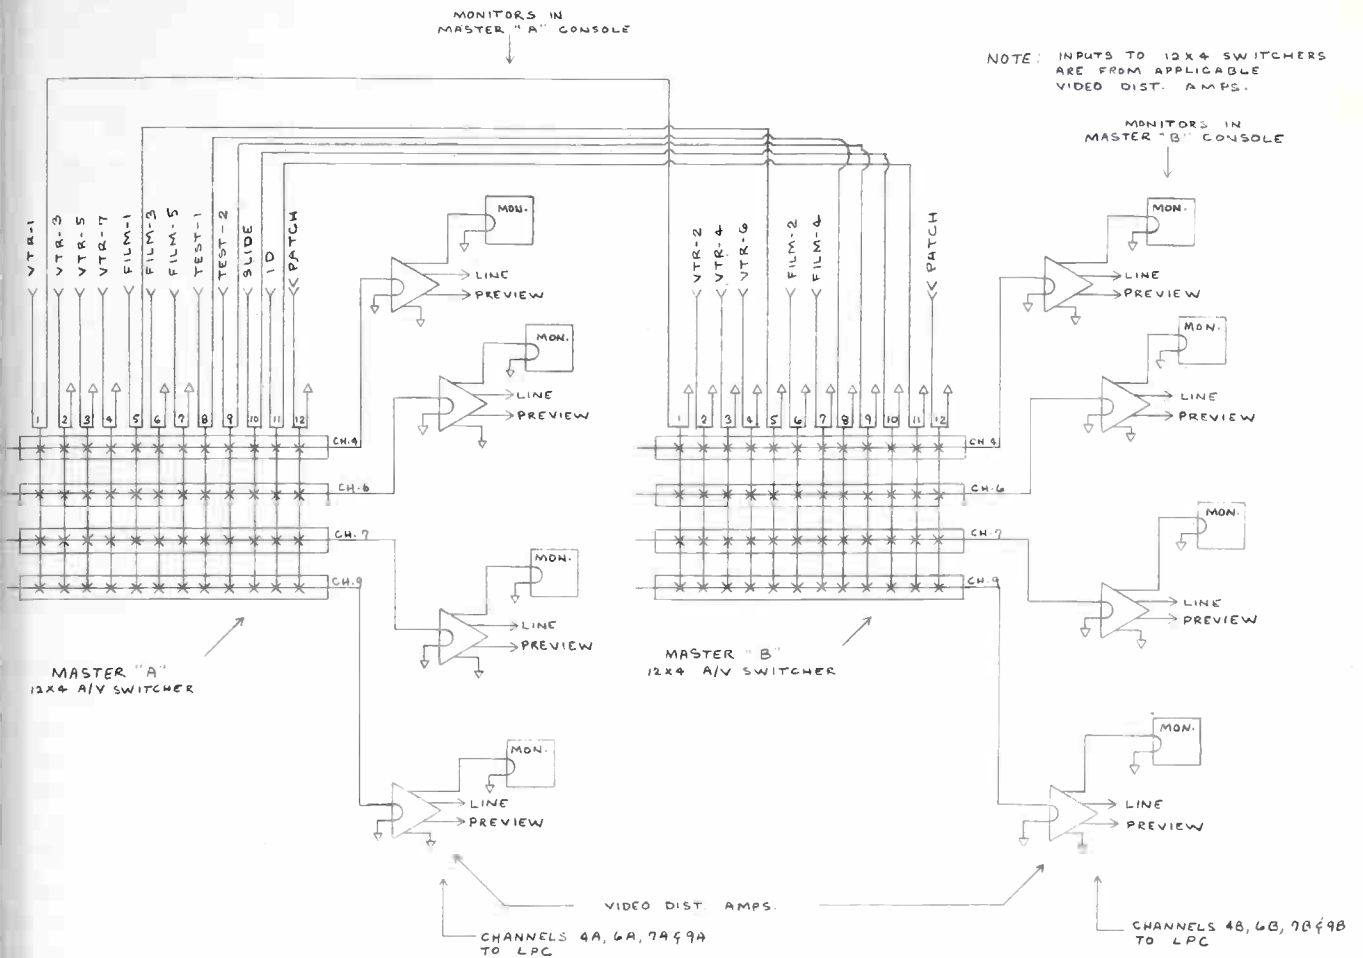 MONITORS IN
MASTER "A" CONSOLE
NOTE: INPUTS TO 12X4 SWITCHERS
ARE FROM APPLICABLE
VIDEO DIST. AMPS.
MONITORS IN
MASTER "B" CONSOLE
VTR-1
VTR-3
VTR-5
VTR-7
FILM-1
FILM-3
FILM-5
TEST-1
TEST-2
SLIDE
ID
PATCH
MON.
LINE
PREVIEW
MON.
LINE
PREVIEW
1 2 3 4 5 6 7 8 9 10 11 12
CH.4
CH.6
CH.7
CH.9
MON.
LINE
PREVIEW
MASTER "A"
12X4 A/V SWITCHER
MON.
LINE
PREVIEW
VTR-2
VTR-4
VTR-6
FILM-2
FILM-4
PATCH
MON.
LINE
PREVIEW
MON.
LINE
PREVIEW
1 2 3 4 5 6 7 8 9 10 11 12
CH.4
CH.6
CH.7
CH.9
MON.
LINE
PREVIEW
MASTER "B"
12X4 A/V SWITCHER
MON.
LINE
PREVIEW
VIDEO DIST. AMPS.
CHANNELS 4A, 6A, 7A & 9A
TO LPC
CHANNELS 4B, 6B, 7B & 9B
TO LPC